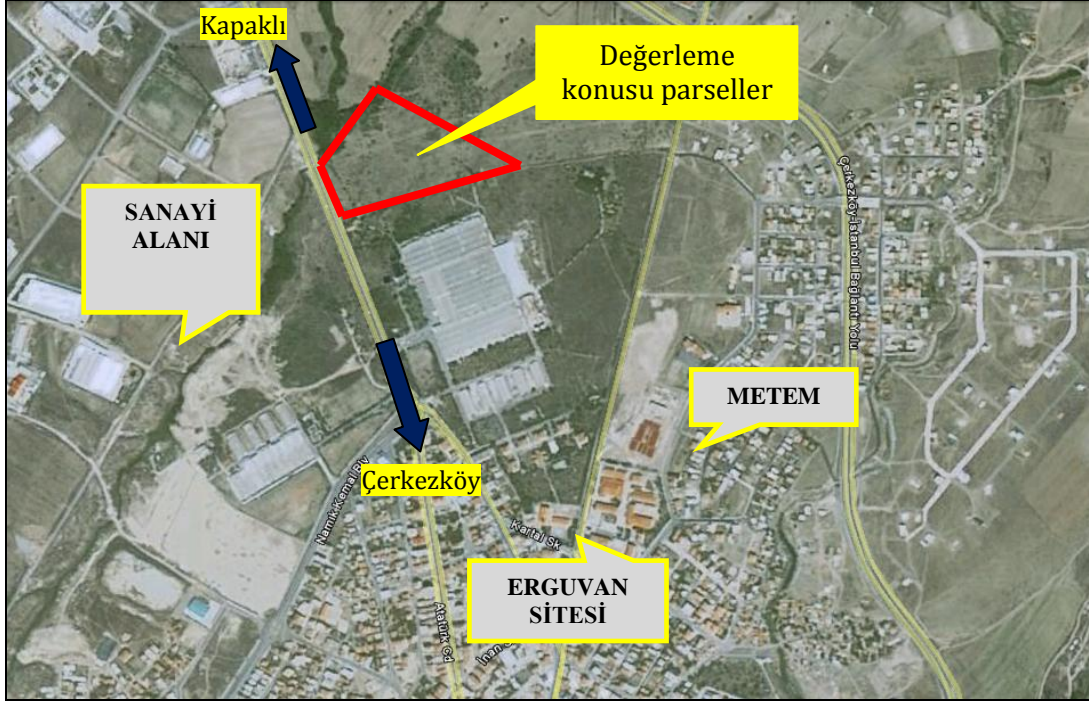 Kapaklı
Değerleme
konusu parseller
SANAYİ
ALANI
Çerkezköy-İstanbul Bağlantı Yolu
METEM
Çerkezköy
Namık Kemal Blv
Kartal Sk
ERGUVAN
SİTESİ
Atatürk Cd